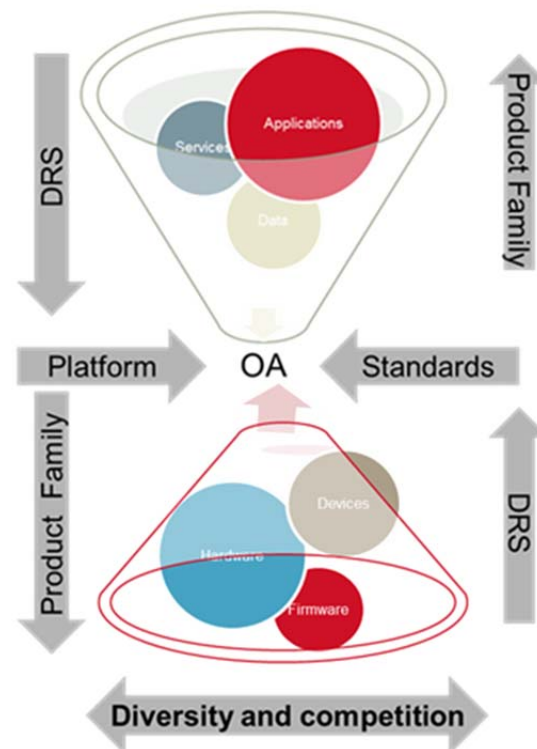 DRS
Applications
Services
Data
Product Family
Platform
OA
Standards
Product Family
Devices
Hardware
Firmware
DRS
Diversity and competition